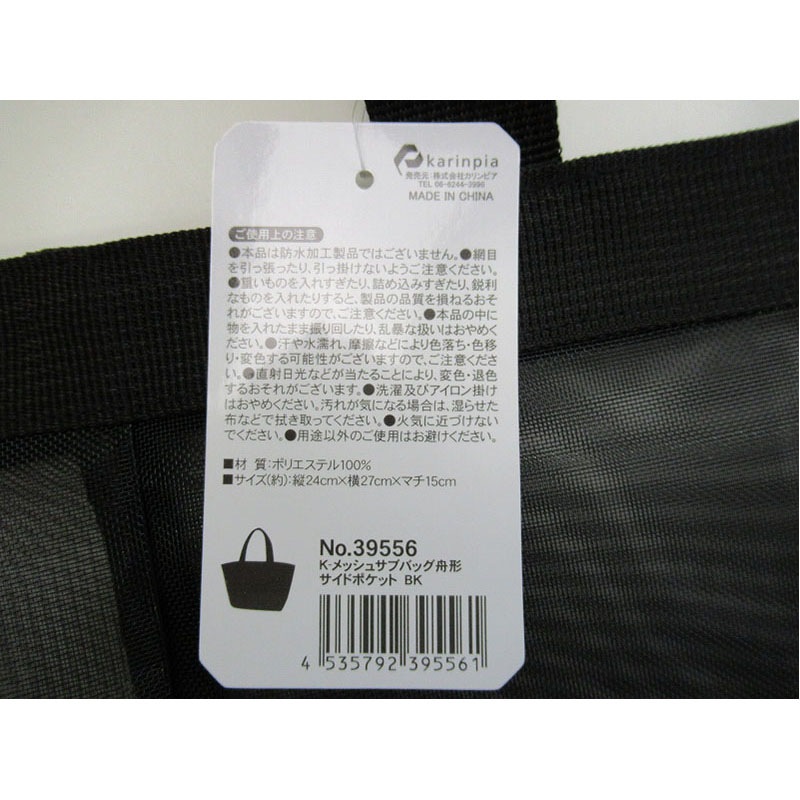 karinpia
発売元:株式会社カリンピア
TEL 06-6244-3996
MADE IN CHINA
ご使用上の注意
●本品は防水加工製品ではございません。●網目
を引っ張ったり、引っ掛けないようご注意ください。
●重いものを入れすぎたり、詰め込みすぎたり、鋭利
なものを入れたりすると、製品の品質を損ねるおそ
れがございますので、ご注意ください。●本品の中に
物を入れたまま振り回したり、乱暴な扱いはおやめく
ださい。●汗や水濡れ、摩擦などにより色落ち・色移
り・変色する可能性がございますので、ご注意くださ
い。●直射日光などが当たることにより、変色・退色
するおそれがございます。●洗濯及びアイロン掛け
はおやめください。汚れが気になる場合は、湿らせた
布などで拭き取ってください。●火気に近づけない
でください。●用途以外のご使用はお避けください。
■材 質:ポリエステル100%
■サイズ(約):縦24cm×横27cm×マチ15cm
No.39556
K-メッシュサブバッグ舟形
サイドポケット BK
4 535792 395561